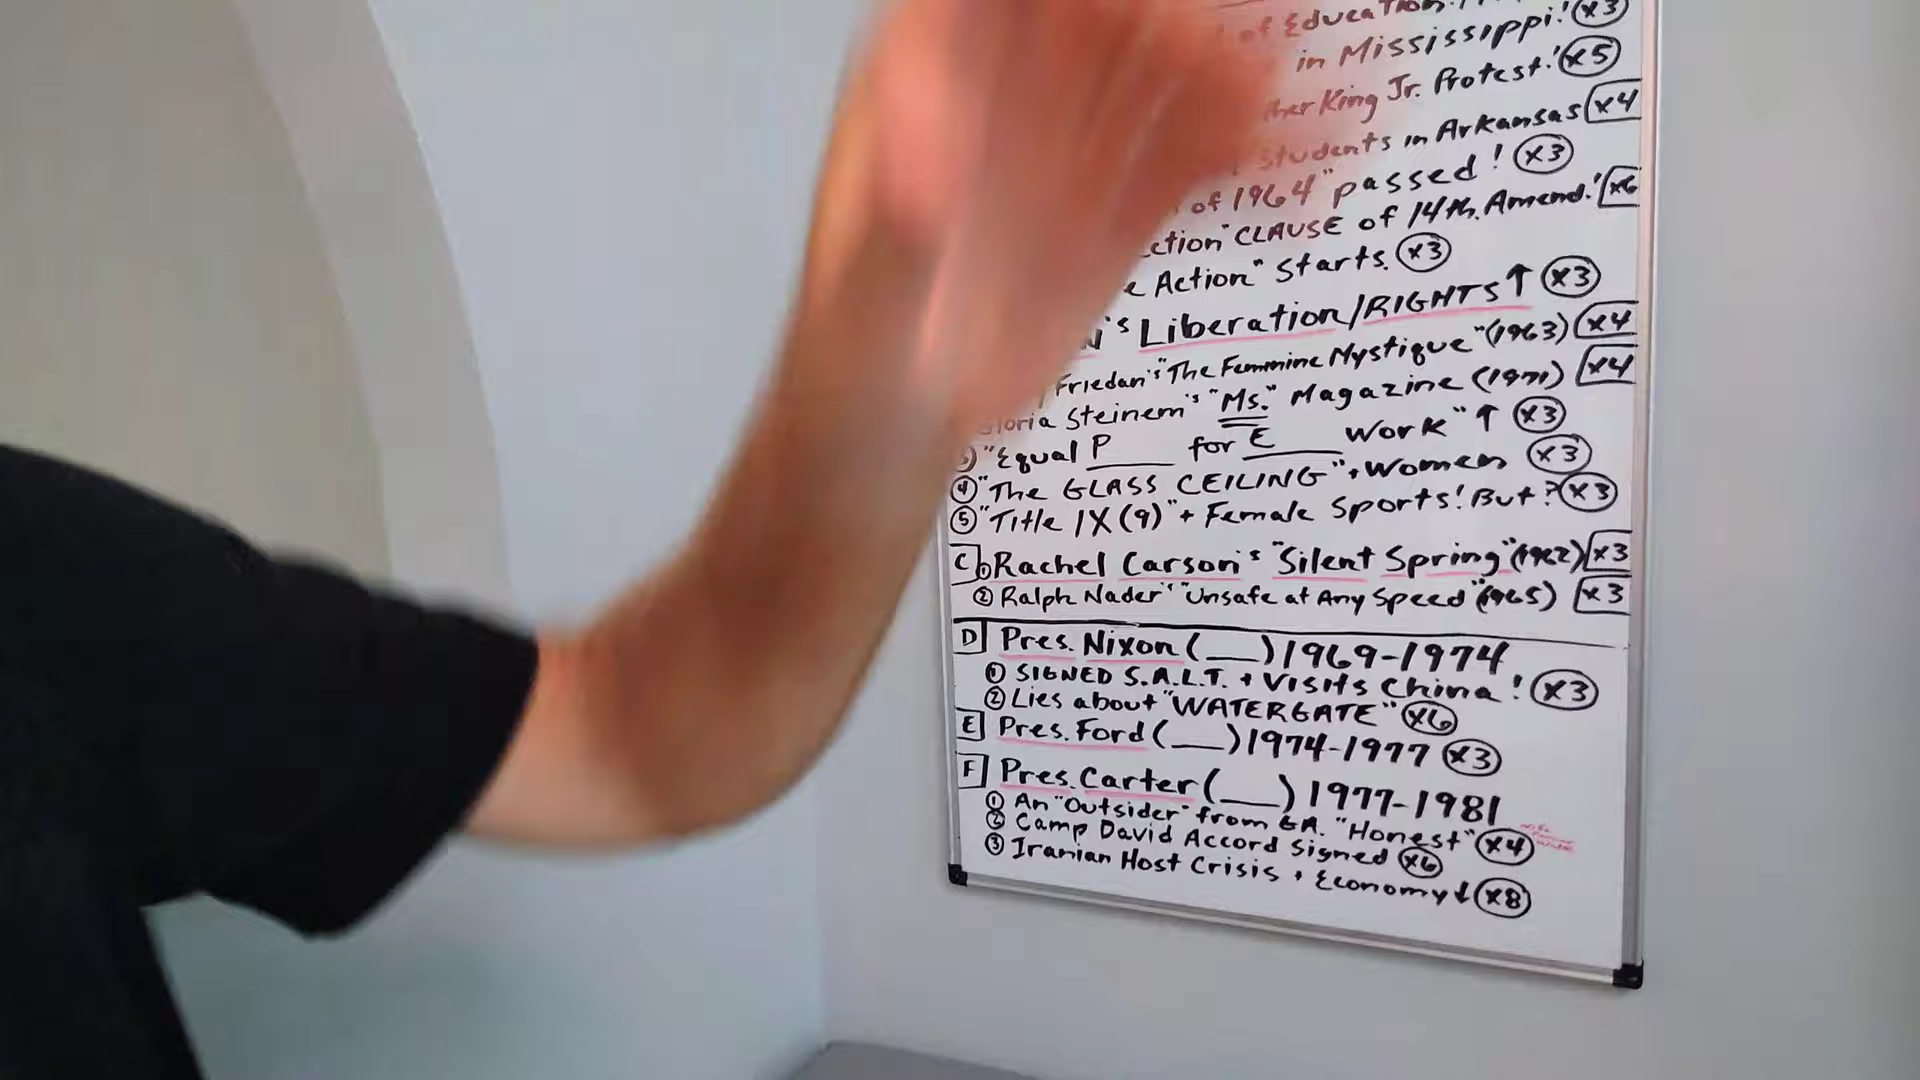 of Education!
in Mississippi! x3
ther King Jr. Protest! x5
Students in Arkansas x4
of 1964" passed! x3
ction" CLAUSE of 14th. Amend.! x6
e Action" Starts. x3
N's Liberation/RIGHTS ↑ x3
Friedan's "The Feminine Mystique" (1963) x4
Gloria Steinem's "Ms." Magazine (1971) x4
③ "Equal P___ for E___ Work" ↑ x3
④ "The GLASS CEILING" + Women x3
⑤ "Title IX (9)" + Female Sports! But? x3
C ① Rachel Carson's "Silent Spring" (1962) x3
② Ralph Nader's "Unsafe at Any Speed" (1965) x3
D Pres. Nixon (___) 1969-1974
① SIGNED S.A.L.T. + Visits China! x3
② Lies about "WATERGATE" x6
E Pres. Ford (___) 1974-1977 x3
F Pres. Carter (___) 1977-1981
① An "Outsider" from GA. "Honest" x4
② Camp David Accord Signed x6
③ Iranian Host Crisis + Economy ↓ x8